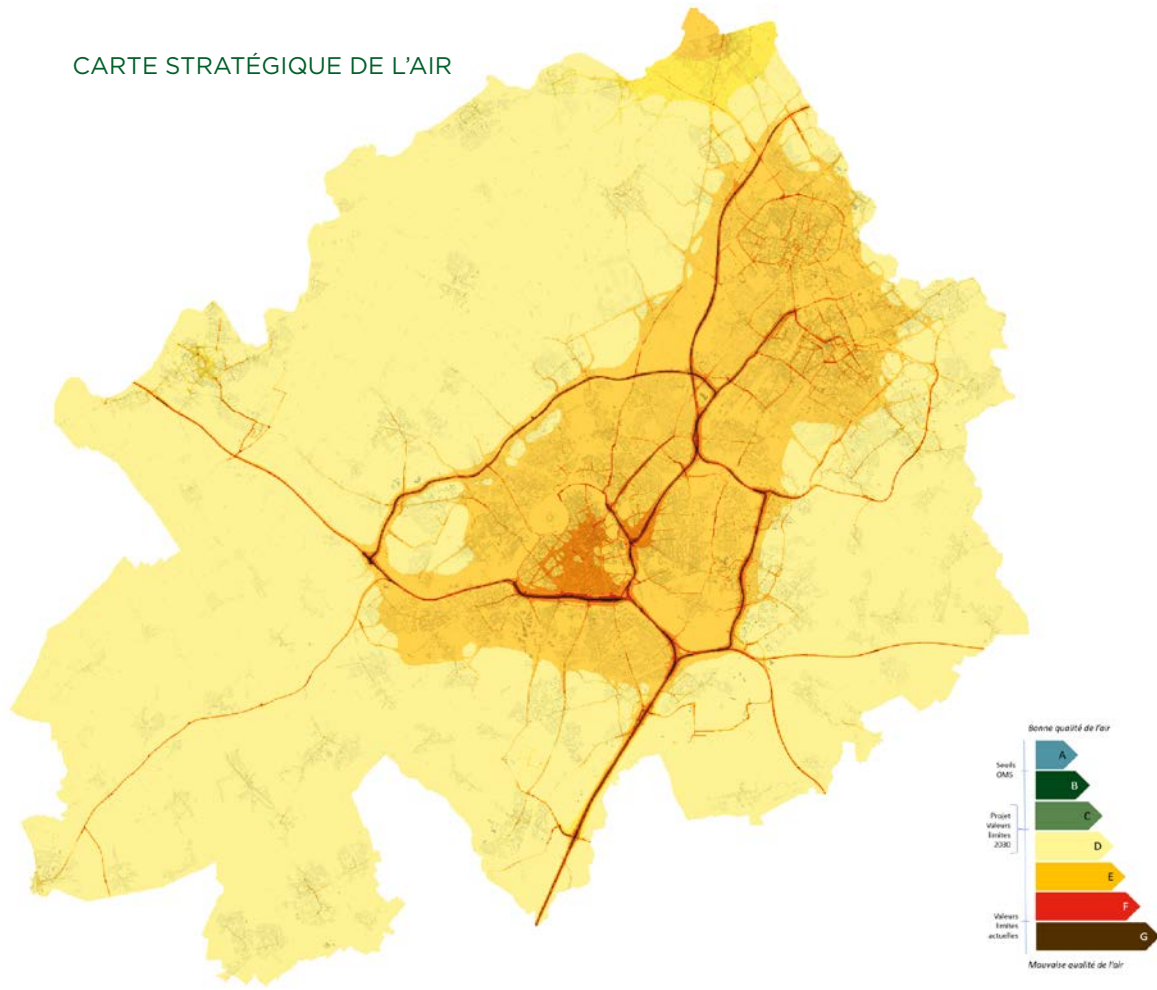 CARTE STRATÉGIQUE DE L'AIR
Bonne qualité de l'air
A
Seuils
OMS
B
C
Projet
Valeurs
limites
2030
D
E
F
Valeurs
limites
actuelles
G
Mauvaise qualité de l'air